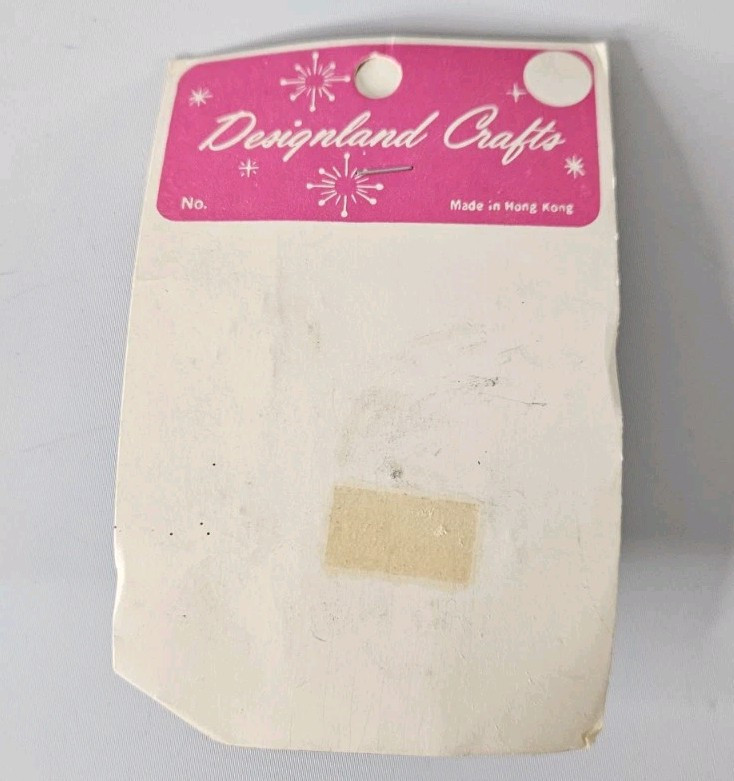 Designland Crafts
No.
Made in Hong Kong